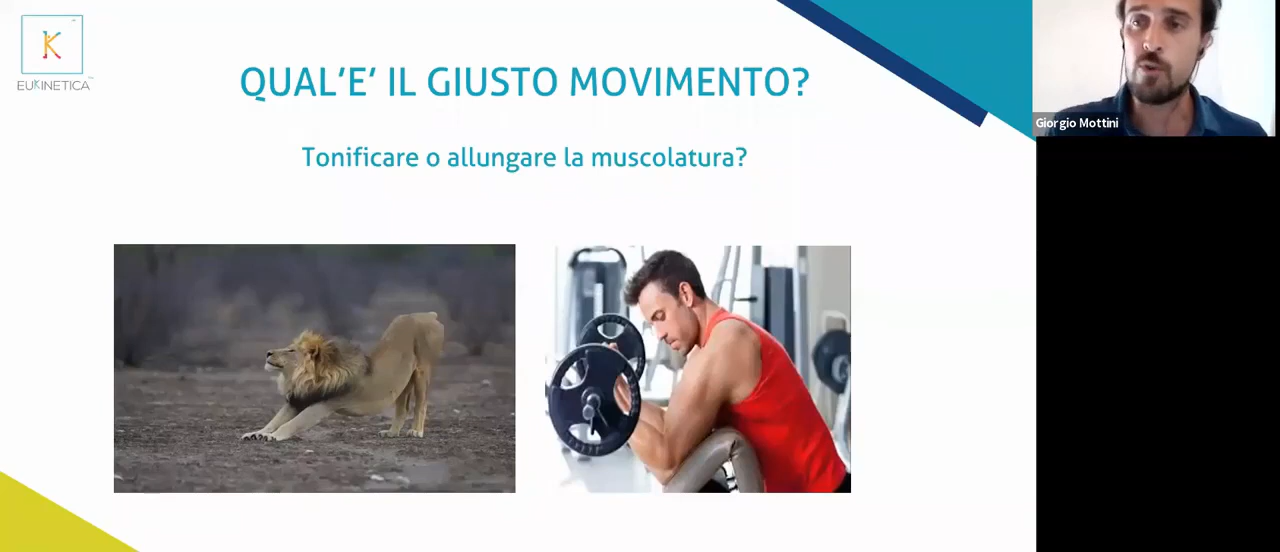 EUKINETICA
QUAL'E' IL GIUSTO MOVIMENTO?
Tonificare o allungare la muscolatura?
Giorgio Mottini